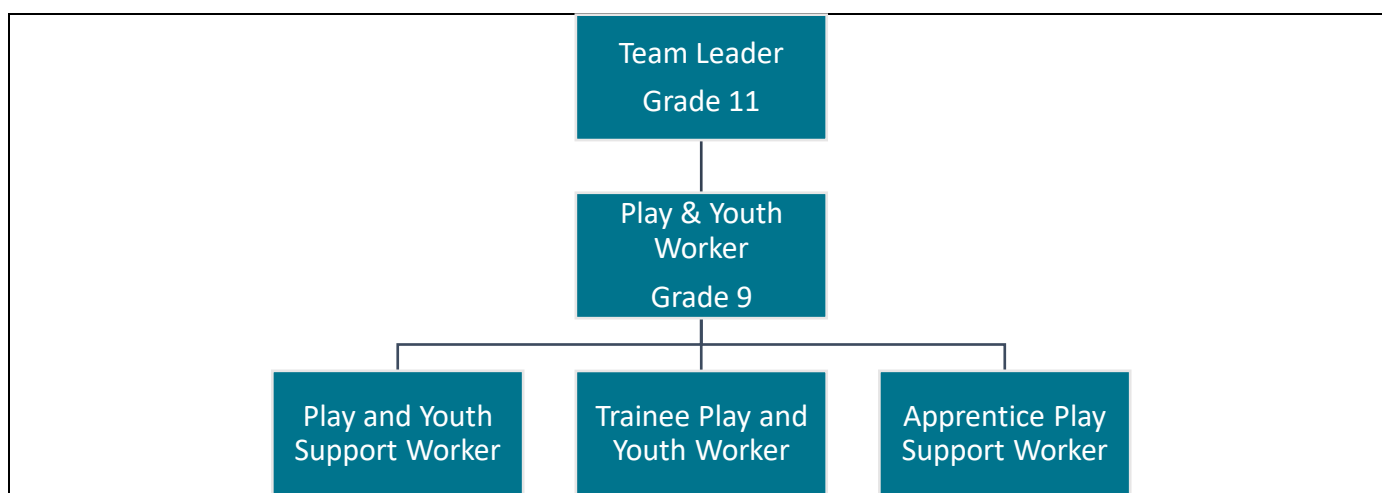 Team Leader
Grade 11
Play & Youth
Worker
Grade 9
Play and Youth
Support Worker
Trainee Play and
Youth Worker
Apprentice Play
Support Worker